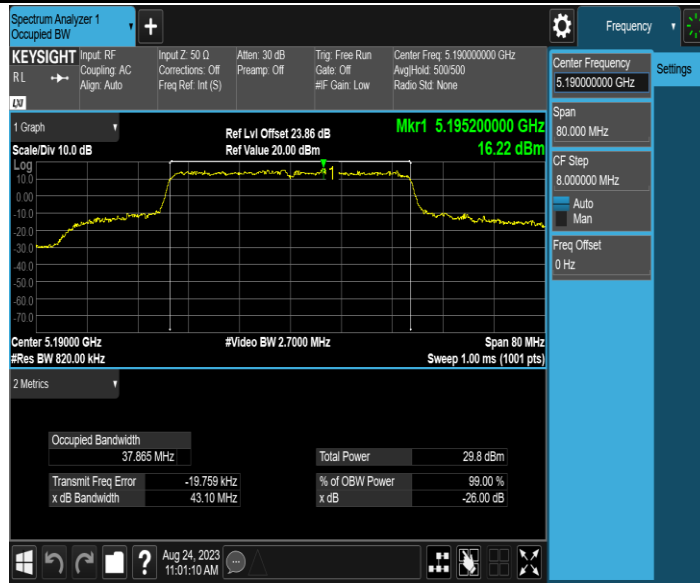 Spectrum Analyzer 1
Occupied BW
+
Frequency
KEYSIGHT
RL
LXI
Input: RF
Coupling: AC
Align: Auto
Input Z: 50 Ω
Corrections: Off
Freq Ref: Int (S)
Atten: 30 dB
Preamp: Off
Trig: Free Run
Gate: Off
#IF Gain: Low
Center Freq: 5.190000000 GHz
Avg|Hold: 500/500
Radio Std: None
Center Frequency
5.190000000 GHz
Settings
Span
80.000 MHz
CF Step
8.000000 MHz
Auto
Man
Freq Offset
0 Hz
1 Graph
Scale/Div 10.0 dB
Ref Lvl Offset 23.86 dB
Ref Value 20.00 dBm
Mkr1 5.195200000 GHz
16.22 dBm
Log
10.0
0.00
-10.0
-20.0
-30.0
-40.0
-50.0
-60.0
-70.0
1
Center 5.19000 GHz
#Res BW 820.00 kHz
#Video BW 2.7000 MHz
Span 80 MHz
Sweep 1.00 ms (1001 pts)
2 Metrics
Occupied Bandwidth
37.865 MHz
Transmit Freq Error -19.759 kHz
x dB Bandwidth 43.10 MHz
Total Power 29.8 dBm
% of OBW Power 99.00 %
x dB -26.00 dB
?
Aug 24, 2023
11:01:10 AM